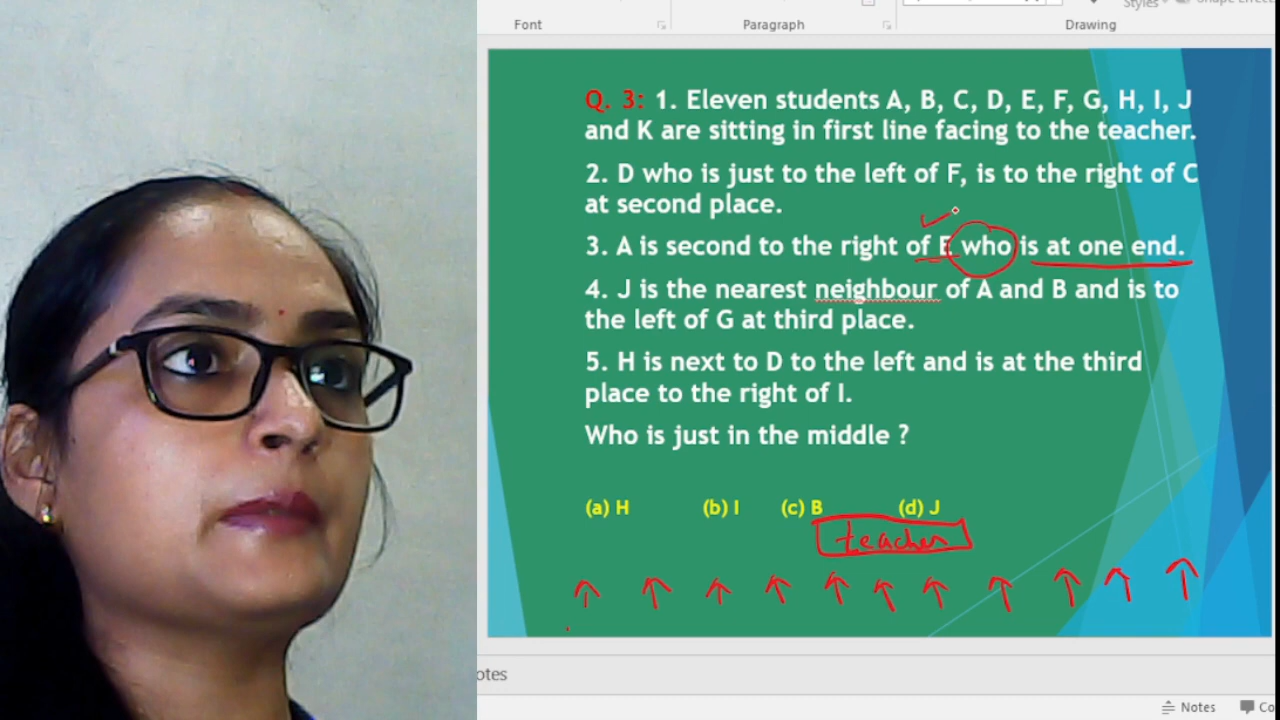 Font
Paragraph
Styles
Drawing
Q. 3: 1. Eleven students A, B, C, D, E, F, G, H, I, J
and K are sitting in first line facing to the teacher.
2. D who is just to the left of F, is to the right of C
at second place.
3. A is second to the right of E who is at one end.
4. J is the nearest neighbour of A and B and is to
the left of G at third place.
5. H is next to D to the left and is at the third
place to the right of I.
Who is just in the middle ?
(a) H (b) I (c) B (d) J
teacher
otes
Notes
Co